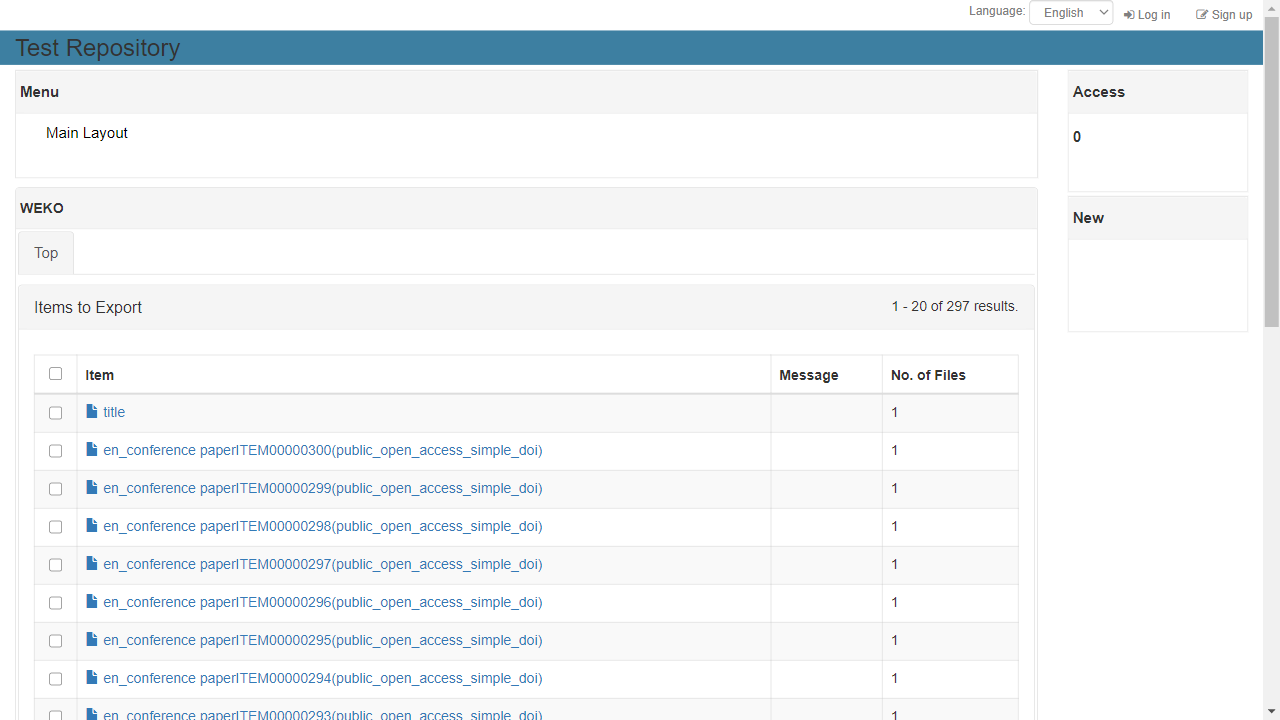 Language: English Log in Sign up
Test Repository
Menu
Main Layout
Access
0
New
WEKO
Top
Items to Export 1 - 20 of 297 results.
Item Message No. of Files
title 1
en_conference paperITEM00000300(public_open_access_simple_doi) 1
en_conference paperITEM00000299(public_open_access_simple_doi) 1
en_conference paperITEM00000298(public_open_access_simple_doi) 1
en_conference paperITEM00000297(public_open_access_simple_doi) 1
en_conference paperITEM00000296(public_open_access_simple_doi) 1
en_conference paperITEM00000295(public_open_access_simple_doi) 1
en_conference paperITEM00000294(public_open_access_simple_doi) 1
en_conference paperITEM00000293(public_open_access_simple_doi) 1